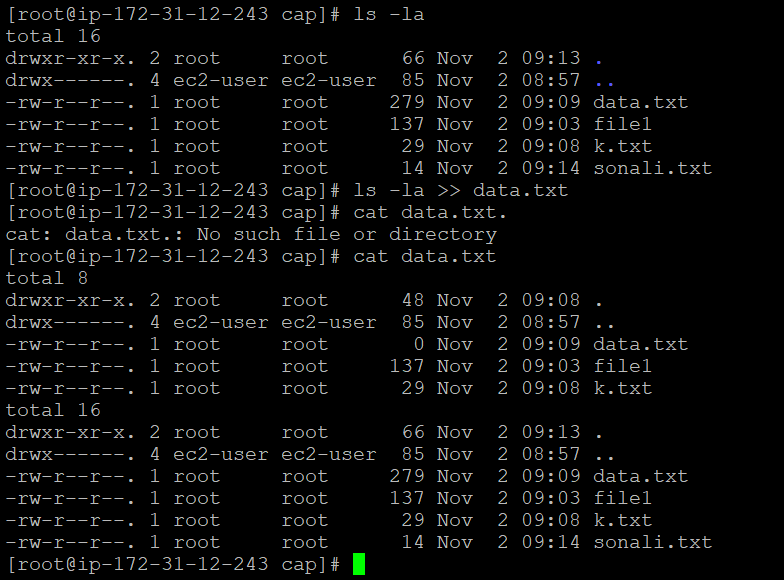 [root@ip-172-31-12-243 cap]# ls -la
total 16
drwxr-xr-x. 2 root     root      66 Nov  2 09:13 .
drwx------. 4 ec2-user ec2-user  85 Nov  2 08:57 ..
-rw-r--r--. 1 root     root     279 Nov  2 09:09 data.txt
-rw-r--r--. 1 root     root     137 Nov  2 09:03 file1
-rw-r--r--. 1 root     root      29 Nov  2 09:08 k.txt
-rw-r--r--. 1 root     root      14 Nov  2 09:14 sonali.txt
[root@ip-172-31-12-243 cap]# ls -la >> data.txt
[root@ip-172-31-12-243 cap]# cat data.txt.
cat: data.txt.: No such file or directory
[root@ip-172-31-12-243 cap]# cat data.txt
total 8
drwxr-xr-x. 2 root     root      48 Nov  2 09:08 .
drwx------. 4 ec2-user ec2-user  85 Nov  2 08:57 ..
-rw-r--r--. 1 root     root       0 Nov  2 09:09 data.txt
-rw-r--r--. 1 root     root     137 Nov  2 09:03 file1
-rw-r--r--. 1 root     root      29 Nov  2 09:08 k.txt
total 16
drwxr-xr-x. 2 root     root      66 Nov  2 09:13 .
drwx------. 4 ec2-user ec2-user  85 Nov  2 08:57 ..
-rw-r--r--. 1 root     root     279 Nov  2 09:09 data.txt
-rw-r--r--. 1 root     root     137 Nov  2 09:03 file1
-rw-r--r--. 1 root     root      29 Nov  2 09:08 k.txt
-rw-r--r--. 1 root     root      14 Nov  2 09:14 sonali.txt
[root@ip-172-31-12-243 cap]#